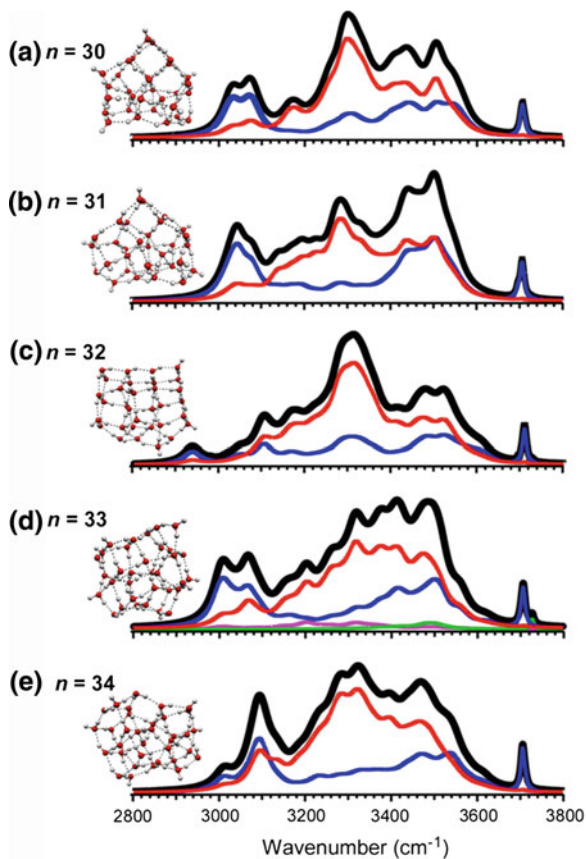 (a) n = 30
(b) n = 31
(c) n = 32
(d) n = 33
(e) n = 34
2800 3000 3200 3400 3600 3800
Wavenumber (cm⁻¹)